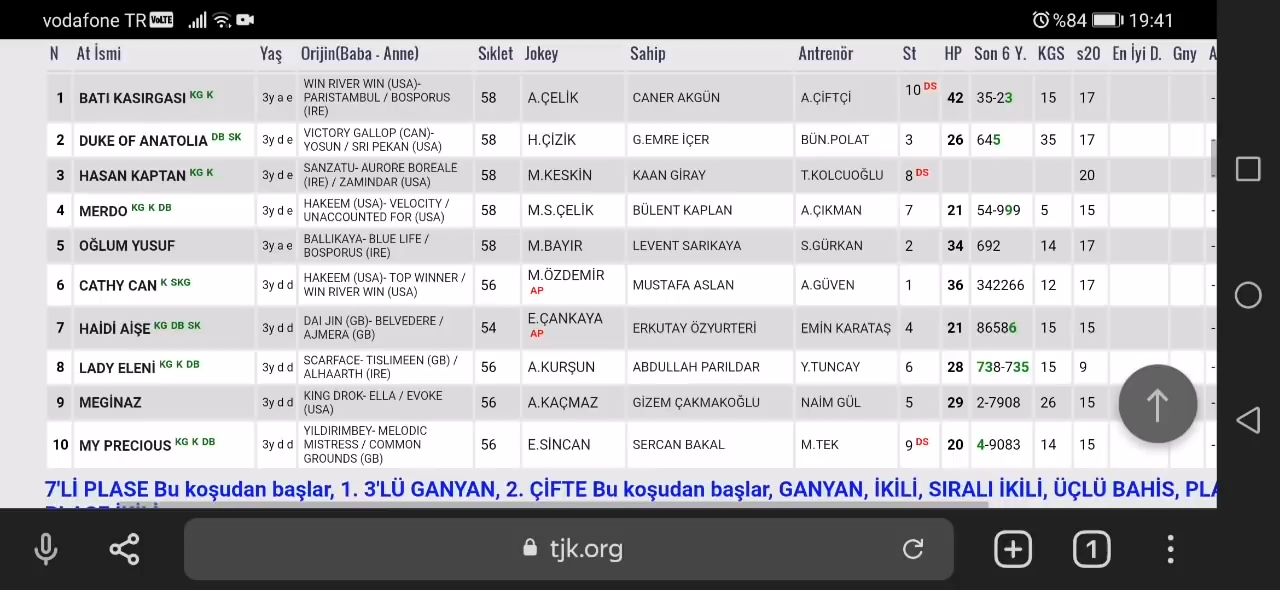 vodafone TR VoLTE %84 19:41
N At İsmi Yaş Orijin(Baba - Anne) Sıklet Jokey Sahip Antrenör St HP Son 6 Y. KGS s20 En İyi D. Gny A
1 BATI KASIRGASI KG K 3y a e WIN RIVER WIN (USA)- PARISTAMBUL / BOSPORUS (IRE) 58 A.ÇELİK CANER AKGÜN A.ÇİFTÇİ 10 DS 42 35-23 15 17 -
2 DUKE OF ANATOLIA DB SK 3y d e VICTORY GALLOP (CAN)- YOSUN / SRI PEKAN (USA) 58 H.ÇİZİK G.EMRE İÇER BÜN.POLAT 3 26 645 35 17 -
3 HASAN KAPTAN KG K 3y d e SANZATU- AURORE BOREALE (IRE) / ZAMINDAR (USA) 58 M.KESKİN KAAN GİRAY T.KOLCUOĞLU 8 DS 20 -
4 MERDO KG K DB 3y d e HAKEEM (USA)- VELOCITY / UNACCOUNTED FOR (USA) 58 M.S.ÇELİK BÜLENT KAPLAN A.ÇIKMAN 7 21 54-999 5 15 -
5 OĞLUM YUSUF 3y a e BALLIKAYA- BLUE LIFE / BOSPORUS (IRE) 58 M.BAYIR LEVENT SARIKAYA S.GÜRKAN 2 34 692 14 17 -
6 CATHY CAN K SKG 3y d d HAKEEM (USA)- TOP WINNER / WIN RIVER WIN (USA) 56 M.ÖZDEMİR AP MUSTAFA ASLAN A.GÜVEN 1 36 342266 12 17 -
7 HAİDİ AİŞE KG DB SK 3y d d DAI JIN (GB)- BELVEDERE / AJMERA (GB) 54 E.ÇANKAYA AP ERKUTAY ÖZYURTERİ EMİN KARATAŞ 4 21 86586 15 15 -
8 LADY ELENİ KG K DB 3y d d SCARFACE- TISLIMEEN (GB) / ALHAARTH (IRE) 56 A.KURŞUN ABDULLAH PARILDAR Y.TUNCAY 6 28 738-735 15 9
9 MEGİNAZ 3y d d KING DROK- ELLA / EVOKE (USA) 56 A.KAÇMAZ GİZEM ÇAKMAKOĞLU NAİM GÜL 5 29 2-7908 26 15
10 MY PRECIOUS KG K DB 3y d d YILDIRIMBEY- MELODIC MISTRESS / COMMON GROUNDS (GB) 56 E.SİNCAN SERCAN BAKAL M.TEK 9 DS 20 4-9083 14 15 -
7'Lİ PLASE Bu koşudan başlar, 1. 3'LÜ GANYAN, 2. ÇİFTE Bu koşudan başlar, GANYAN, İKİLİ, SIRALI İKİLİ, ÜÇLÜ BAHİS, PLA
tjk.org 1